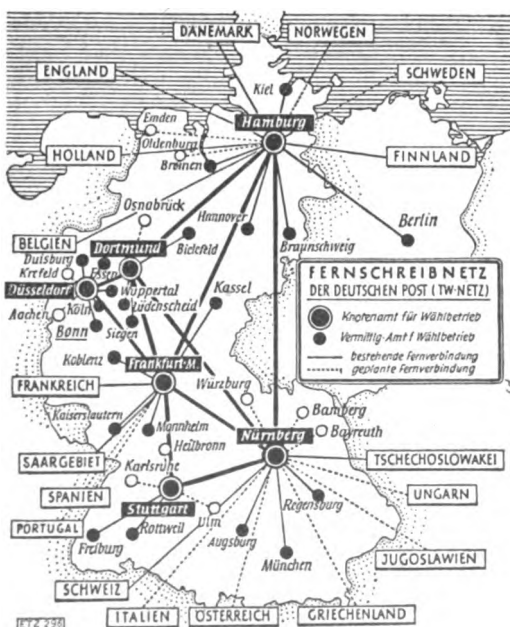 DÄNEMARK
NORWEGEN
ENGLAND
Kiel
SCHWEDEN
Hamburg
Emden
Oldenburg
HOLLAND
Bremen
FINNLAND
Osnabrück
Hannover
Berlin
BELGIEN
Dortmund
Bielefeld
Braunschweig
Duisburg
Krefeld
Essen
Düsseldorf
Wuppertal
Kassel
Köln
Lüdenscheid
Aachen
Bonn
Siegen
FERNSCHREIBNETZ
DER DEUTSCHEN POST (TW-NETZ)
Knotenamt für Wählbetrieb
Vermittlg-Amt f Wählbetrieb
bestehende Fernverbindung
geplante Fernverbindung
Koblenz
Frankfurt-M.
FRANKREICH
Würzburg
Bamberg
Kaiserslautern
Mannheim
Nürnberg
Bayreuth
Heilbronn
SAARGEBIET
Karlsruhe
TSCHECHOSLOWAKEI
SPANIEN
Stuttgart
Regensburg
UNGARN
PORTUGAL
Rottweil
Ulm
Freiburg
Augsburg
München
JUGOSLAWIEN
SCHWEIZ
ITALIEN
ÖSTERREICH
GRIECHENLAND
ETZ 296